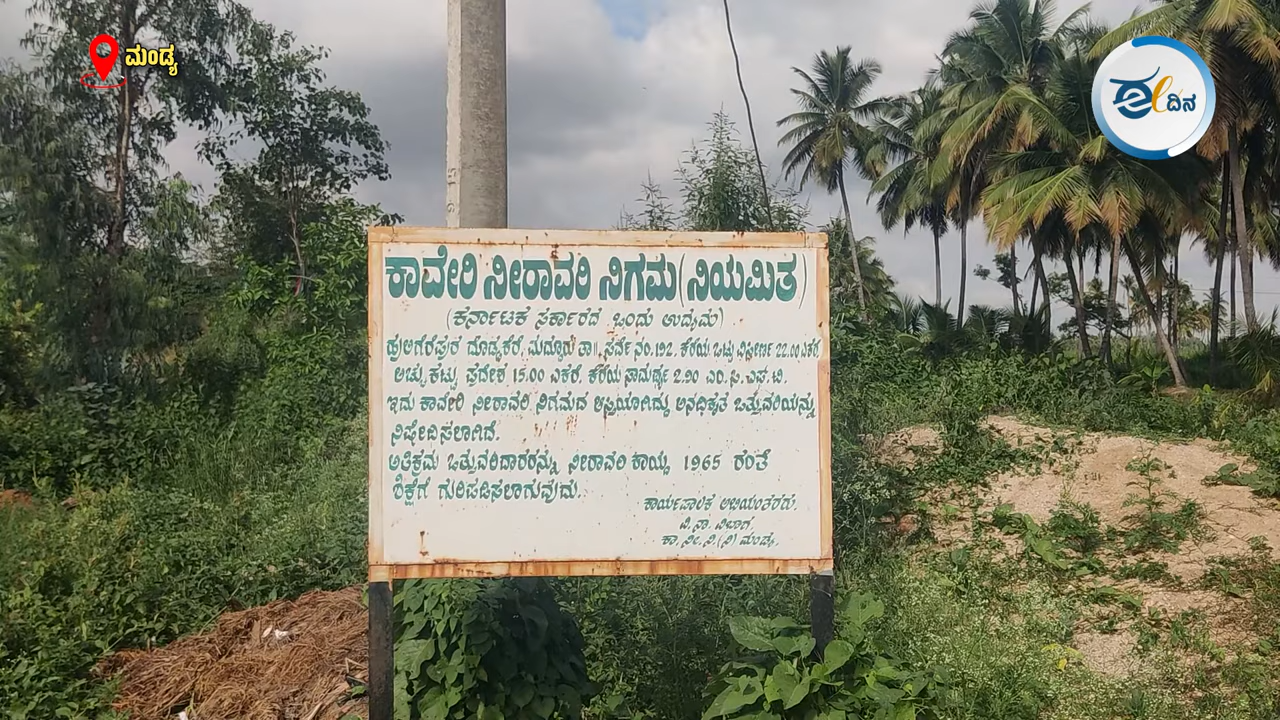 ಮಂಡ್ಯ
eಲ ದಿನ
ಕಾವೇರಿ ನೀರಾವರಿ ನಿಗಮ (ನಿಯಮಿತ)
(ಕರ್ನಾಟಕ ಸರ್ಕಾರದ ಒಂದು ಉದ್ಯಮ)
ಹುಲಿಗೆರೆಪುರ ದೊಡ್ಡಕೆರೆ, ಮದ್ದೂರು ತಾ॥, ಸರ್ವೆ ನಂ.192. ಕೆರೆಯ ಒಟ್ಟು ವಿಸ್ತೀರ್ಣ 22.00 ಎಕರೆ
ಅಚ್ಚುಕಟ್ಟು ಪ್ರದೇಶ 15.00 ಎಕರೆ. ಕೆರೆಯ ಸಾಮರ್ಥ್ಯ 2.90 ಎಂ.ಸಿ.ಎಫ್.ಟಿ.
ಇದು ಕಾವೇರಿ ನೀರಾವರಿ ನಿಗಮದ ಆಸ್ತಿಯಾಗಿದ್ದು ಅನಧಿಕೃತ ಒತ್ತುವರಿಯನ್ನು
ನಿಷೇಧಿಸಲಾಗಿದೆ.
ಅತಿಕ್ರಮ ಒತ್ತುವರಿದಾರರನ್ನು ನೀರಾವರಿ ಕಾಯ್ದೆ 1965 ರಂತೆ
ಶಿಕ್ಷೆಗೆ ಗುರಿಪಡಿಸಲಾಗುವುದು.
ಕಾರ್ಯಪಾಲಕ ಅಭಿಯಂತರರು.
ವಿ.ನಾ. ವಿಭಾಗ,
ಕಾ.ನೀ.ನಿ.(ನಿ) ಮಂಡ್ಯ.